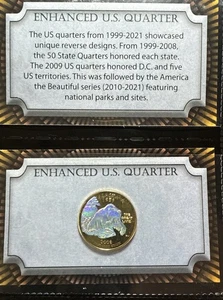 ENHANCED U.S. QUARTER
The US quarters from 1999-2021 showcased
unique reverse designs. From 1999-2008,
the 50 State Quarters honored each state.
The 2009 US quarters honored D.C. and five
US territories. This was followed by the America
the Beautiful series (2010-2021) featuring
national parks and sites.
ENHANCED U.S. QUARTER
2008